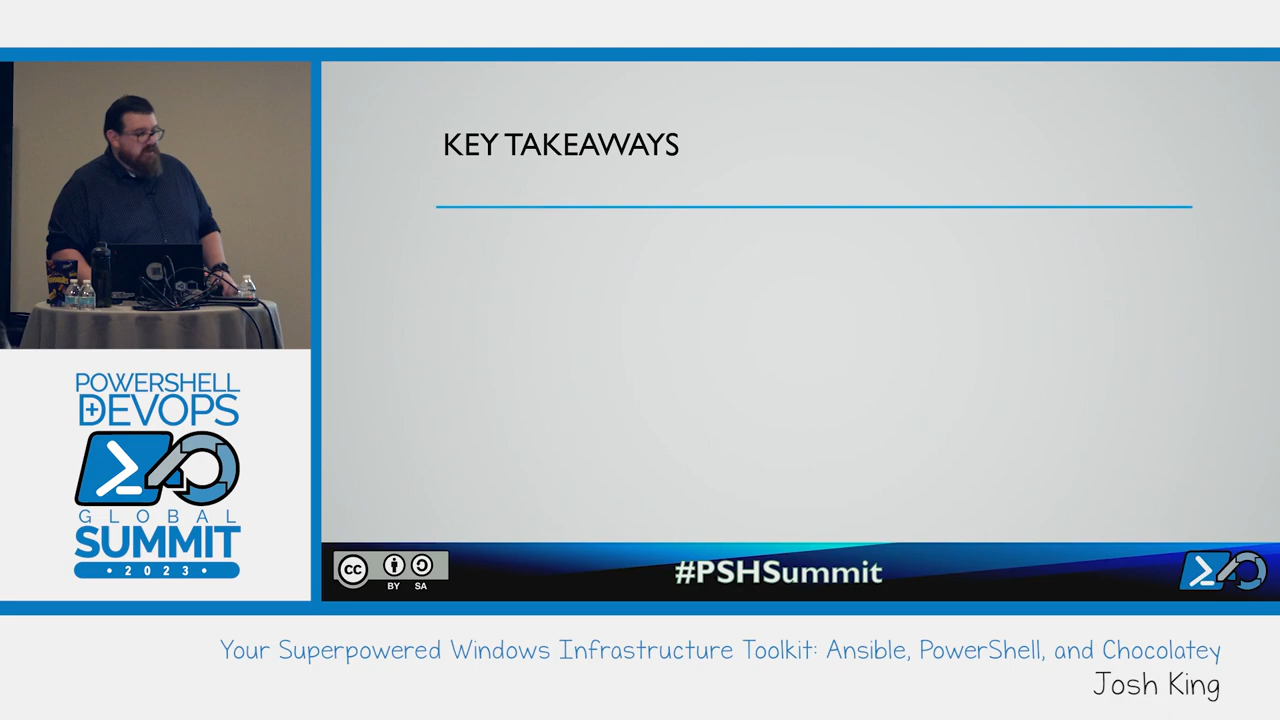 KEY TAKEAWAYS
POWERSHELL
+DEVOPS
GLOBAL
SUMMIT
• 2023 •
cc
BY SA
#PSHSummit
Your Superpowered Windows Infrastructure Toolkit: Ansible, PowerShell, and Chocolatey
Josh King